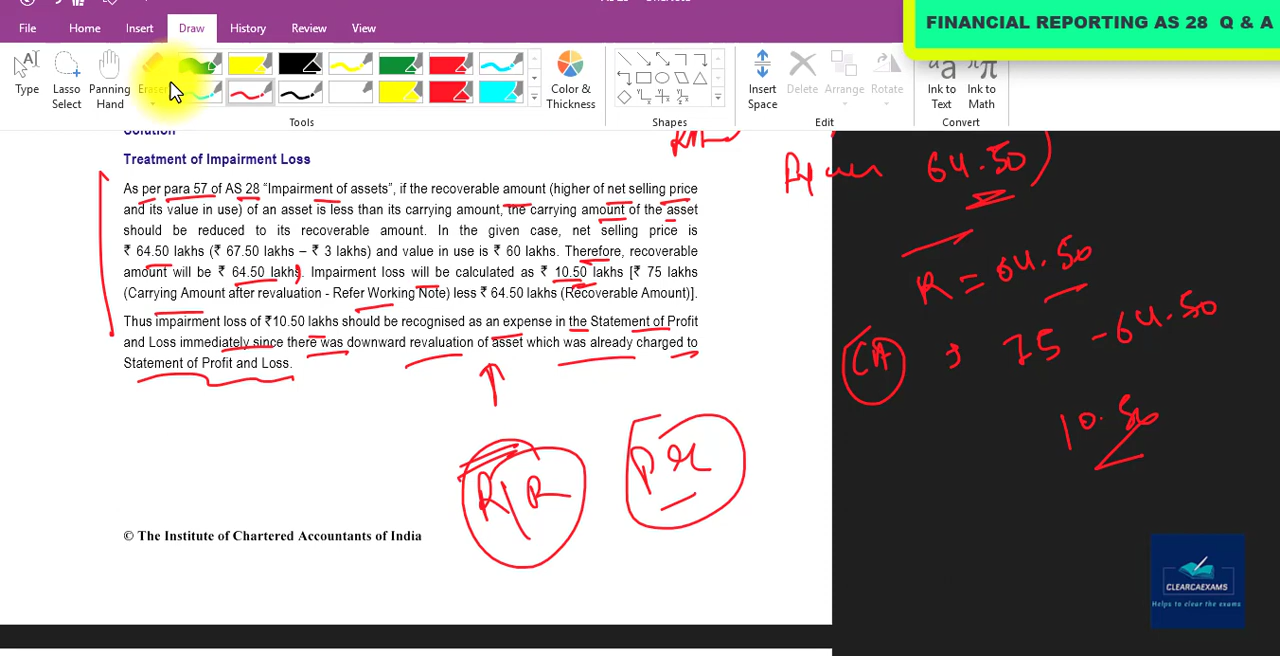 FINANCIAL REPORTING AS 28 Q & A
File Home Insert Draw History Review View
Type Lasso Select Panning Hand Eraser Color & Thickness Insert Space Delete Arrange Rotate Ink to Text Ink to Math
Tools Shapes Edit Convert
Solution
Treatment of Impairment Loss
As per para 57 of AS 28 "Impairment of assets", if the recoverable amount (higher of net selling price
and its value in use) of an asset is less than its carrying amount, the carrying amount of the asset
should be reduced to its recoverable amount. In the given case, net selling price is
₹ 64.50 lakhs (₹ 67.50 lakhs – ₹ 3 lakhs) and value in use is ₹ 60 lakhs. Therefore, recoverable
amount will be ₹ 64.50 lakhs. Impairment loss will be calculated as ₹ 10.50 lakhs [₹ 75 lakhs
(Carrying Amount after revaluation - Refer Working Note) less ₹ 64.50 lakhs (Recoverable Amount)].
Thus impairment loss of ₹10.50 lakhs should be recognised as an expense in the Statement of Profit
and Loss immediately since there was downward revaluation of asset which was already charged to
Statement of Profit and Loss.
64.50)
R = 64.50
CA 75 - 64.50
10.50
R/R
© The Institute of Chartered Accountants of India
CLEARCAEXAMS
Helps to clear the exams